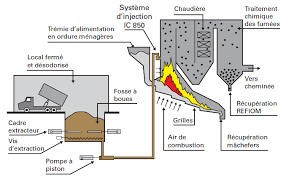 Système
d'injection
IC 850
Chaudière
Traitement
chimique
des fumées
Trémie d'alimentation
en ordure ménagères
Local fermé
et désodorisé
Fosse à
boues
Vers
cheminée
Cadre
extracteur
Vis
d'extraction
Grilles
Récupération
REFIOM
Air de
combustion
Récupération
mâchefers
Pompe à
piston